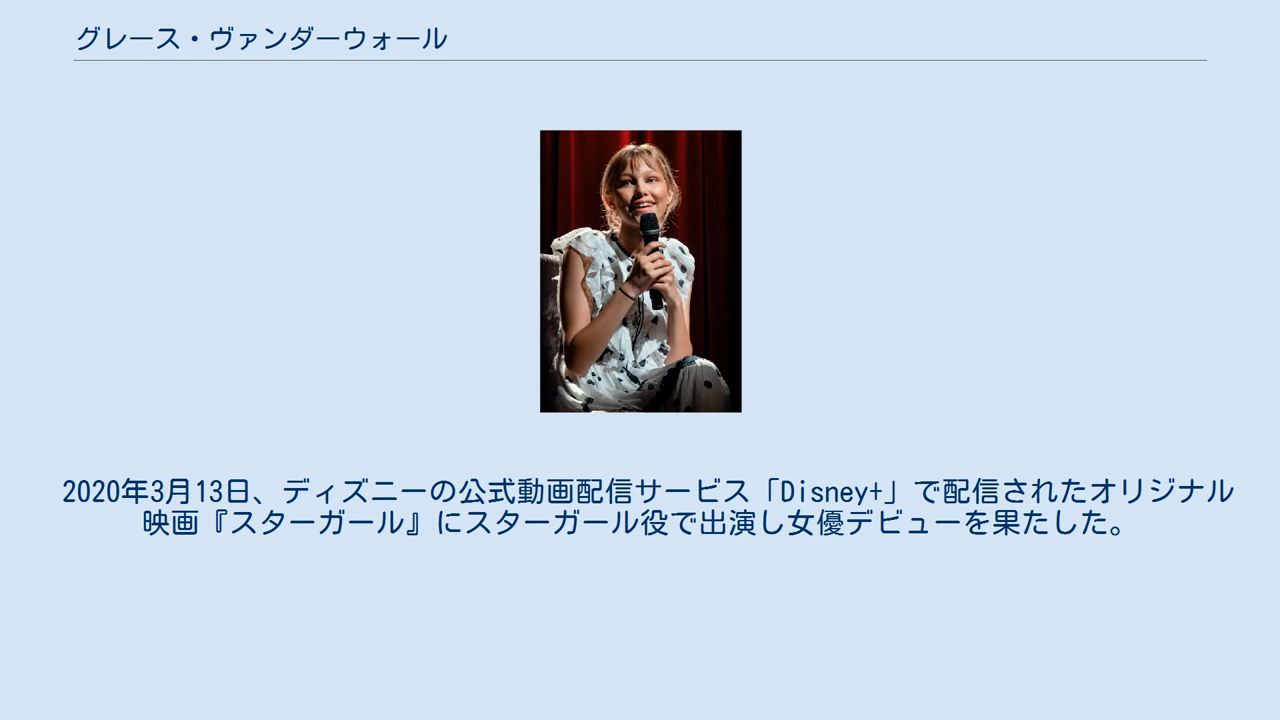 グレース・ヴァンダーウォール
2020年3月13日、ディズニーの公式動画配信サービス「Disney+」で配信されたオリジナル
映画『スターガール』にスターガール役で出演し女優デビューを果たした。